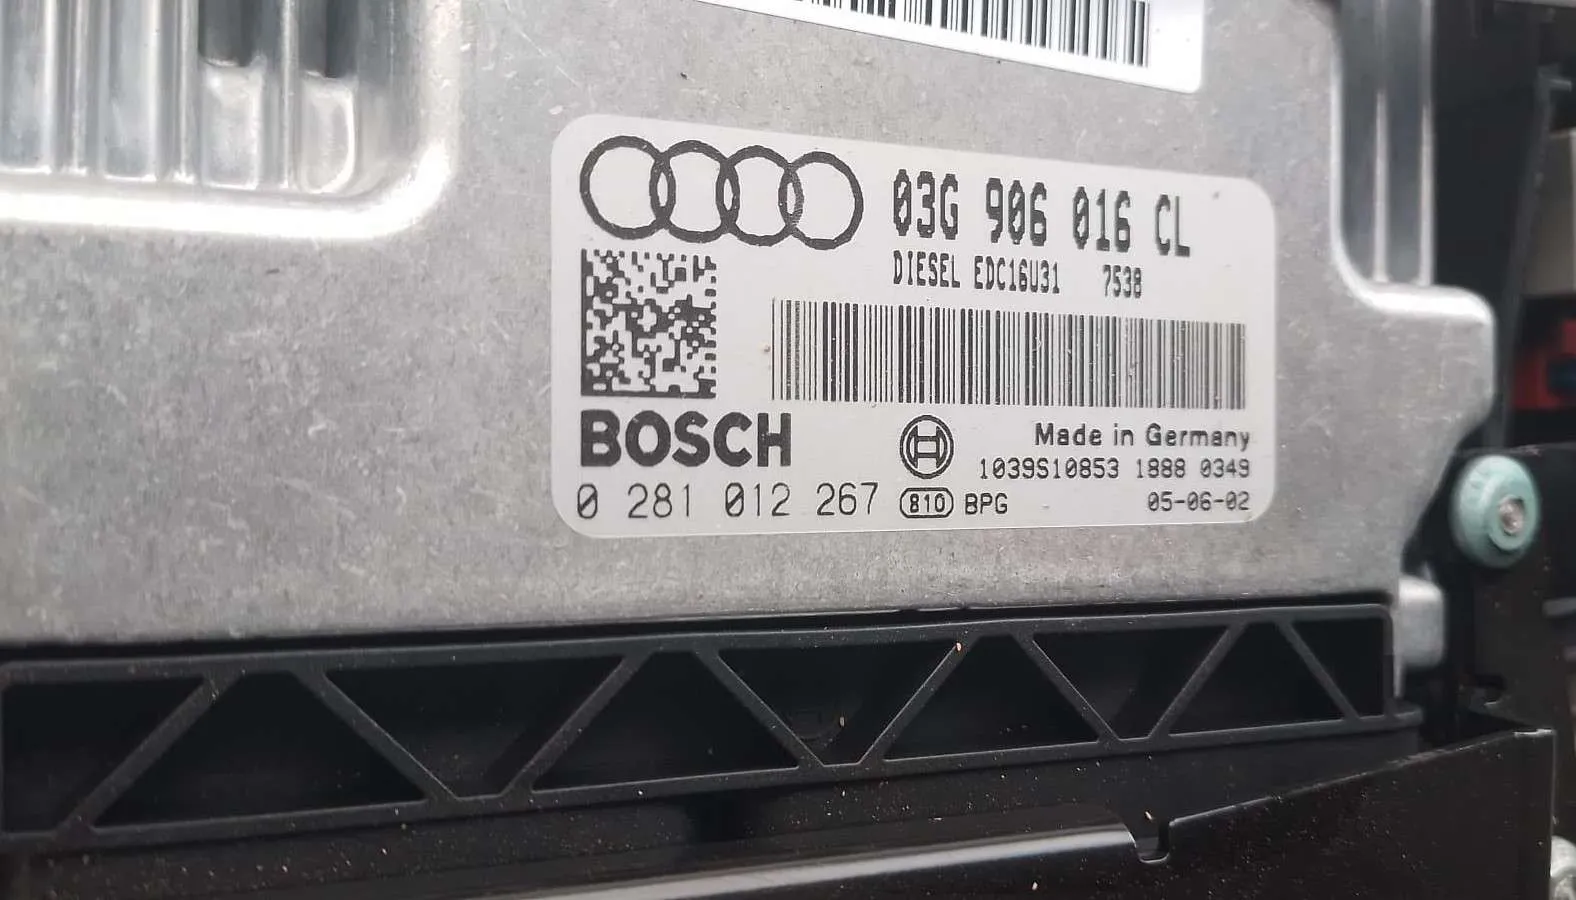 03G 906 016 CL
DIESEL EDC16U31 7538
BOSCH
Made in Germany
1039S10853 1888 0349
0 281 012 267 810 BPG 05-06-02